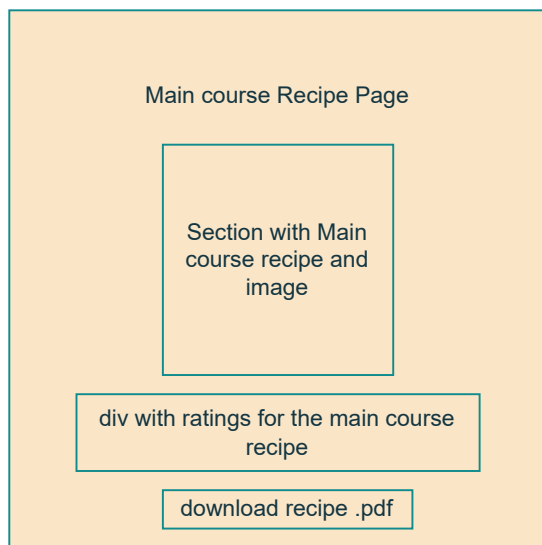 Main course Recipe Page
Section with Main
course recipe and
image
div with ratings for the main course
recipe
download recipe .pdf